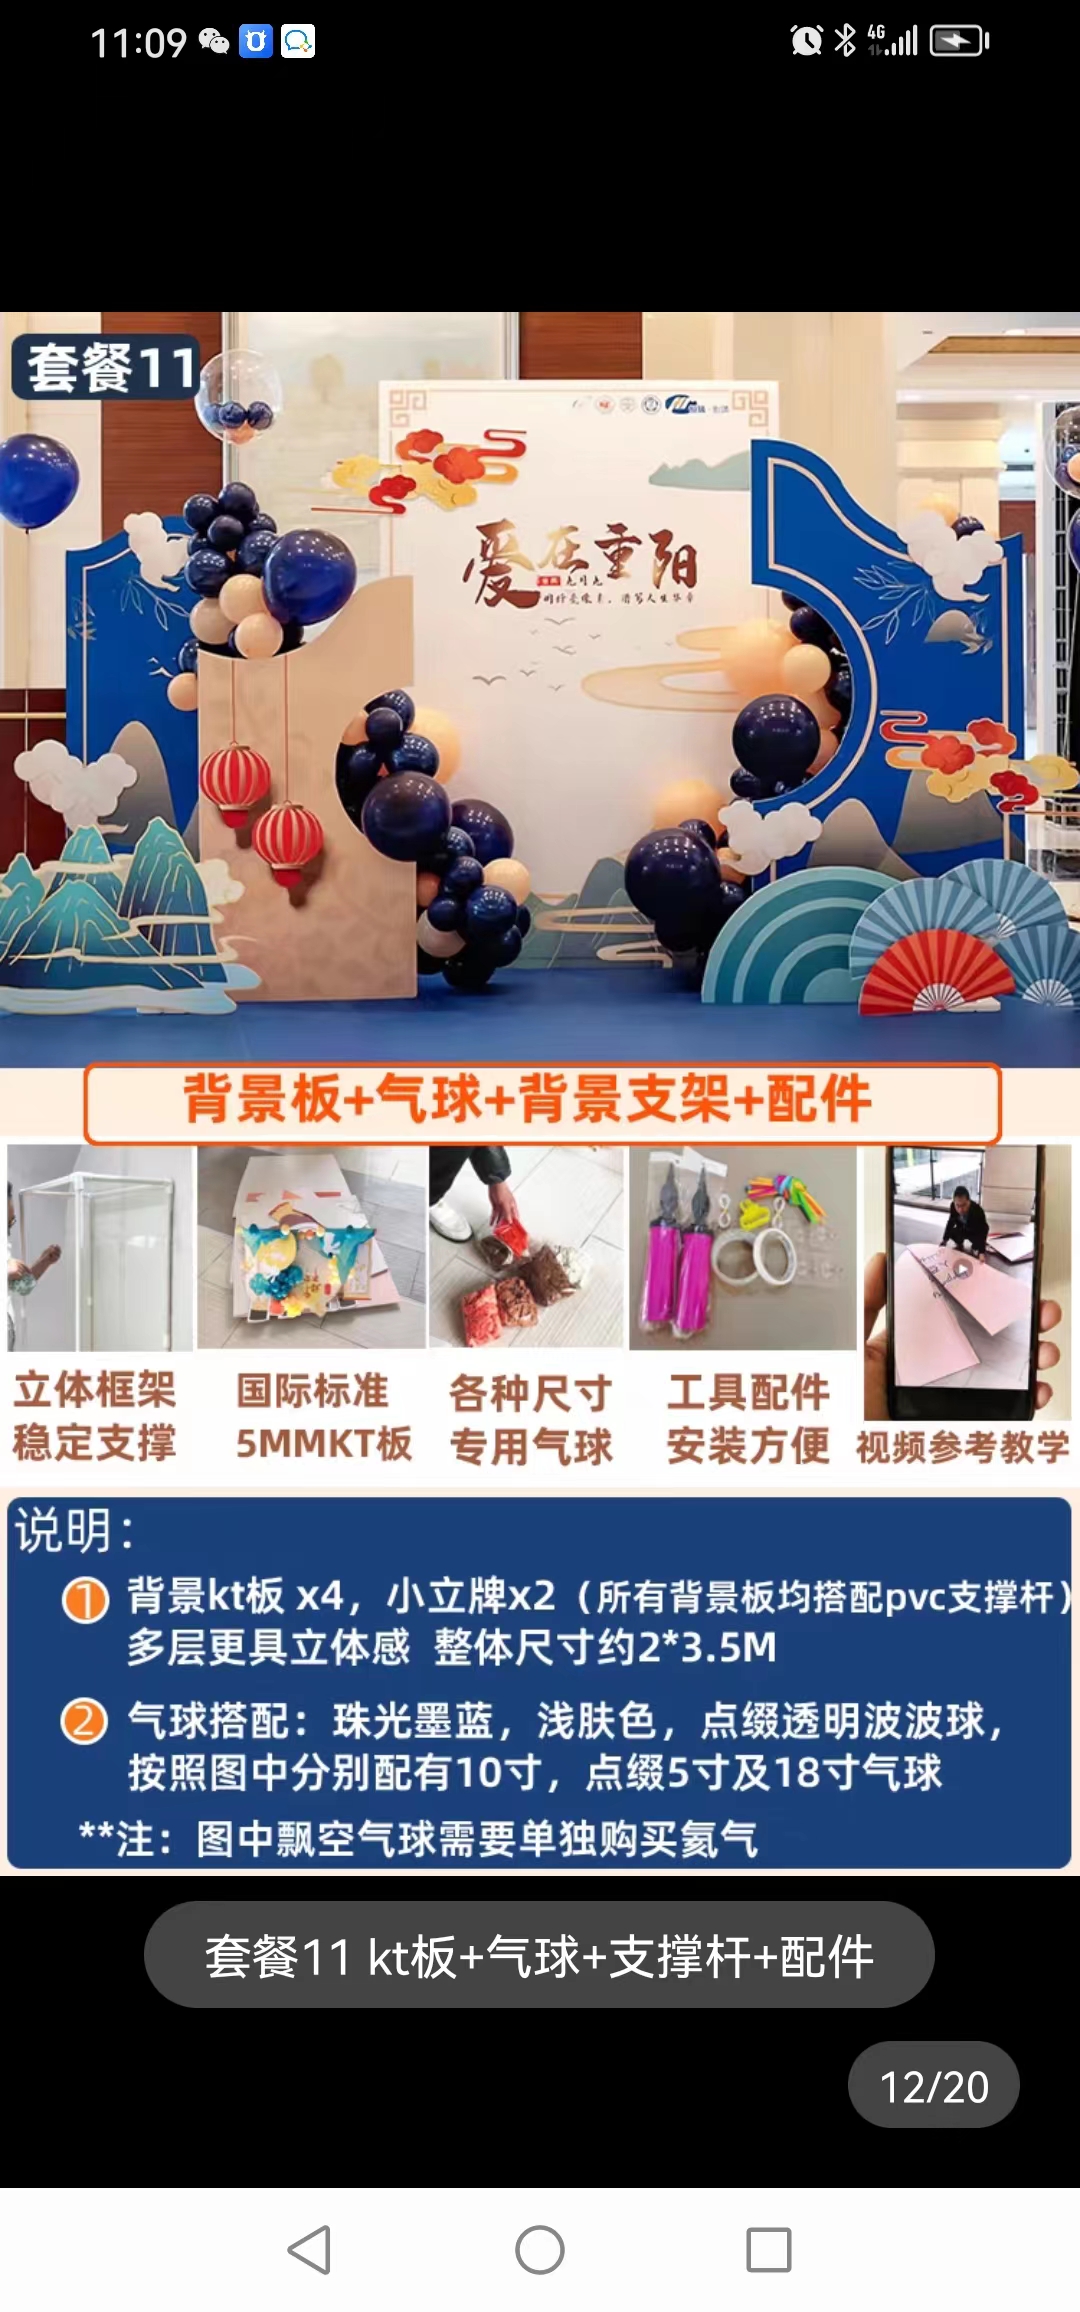 11:09
4G
套餐11
爱在重阳
背景板+气球+背景支架+配件
立体框架
稳定支撑
国际标准
5MMKT板
各种尺寸
专用气球
工具配件
安装方便
视频参考教学
说明：
① 背景kt板 x4，小立牌x2（所有背景板均搭配pvc支撑杆）
多层更具立体感 整体尺寸约2*3.5M
② 气球搭配：珠光墨蓝，浅肤色，点缀透明波波球，
按照图中分别配有10寸，点缀5寸及18寸气球
**注：图中飘空气球需要单独购买氦气
套餐11 kt板+气球+支撑杆+配件
12/20